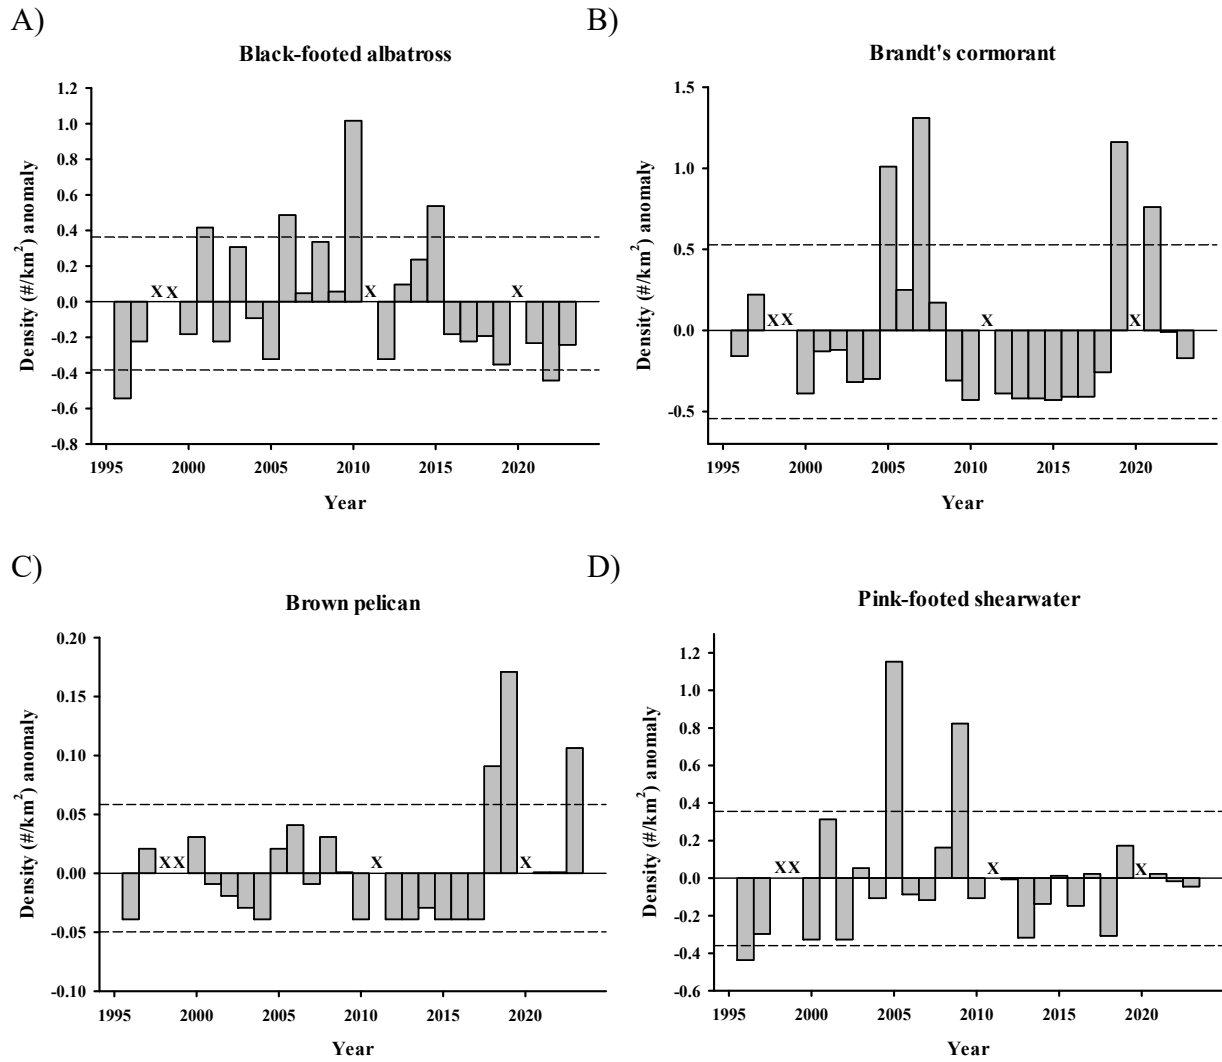 A)
Black-footed albatross
1.2
1.0
0.8
0.6
0.4
0.2
0.0
-0.2
-0.4
-0.6
-0.8
Density (#/km²) anomaly
X X X X
1995 2000 2005 2010 2015 2020
Year
B)
Brandt's cormorant
1.5
1.0
0.5
0.0
-0.5
Density (#/km²) anomaly
X X X X
1995 2000 2005 2010 2015 2020
Year
C)
Brown pelican
0.20
0.15
0.10
0.05
0.00
-0.05
-0.10
Density (#/km²) anomaly
X X X X
1995 2000 2005 2010 2015 2020
Year
D)
Pink-footed shearwater
1.2
1.0
0.8
0.6
0.4
0.2
0.0
-0.2
-0.4
-0.6
Density (#/km²) anomaly
X X X X
1995 2000 2005 2010 2015 2020
Year